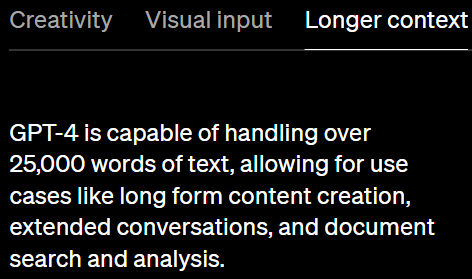 Creativity Visual input Longer context
GPT-4 is capable of handling over
25,000 words of text, allowing for use
cases like long form content creation,
extended conversations, and document
search and analysis.